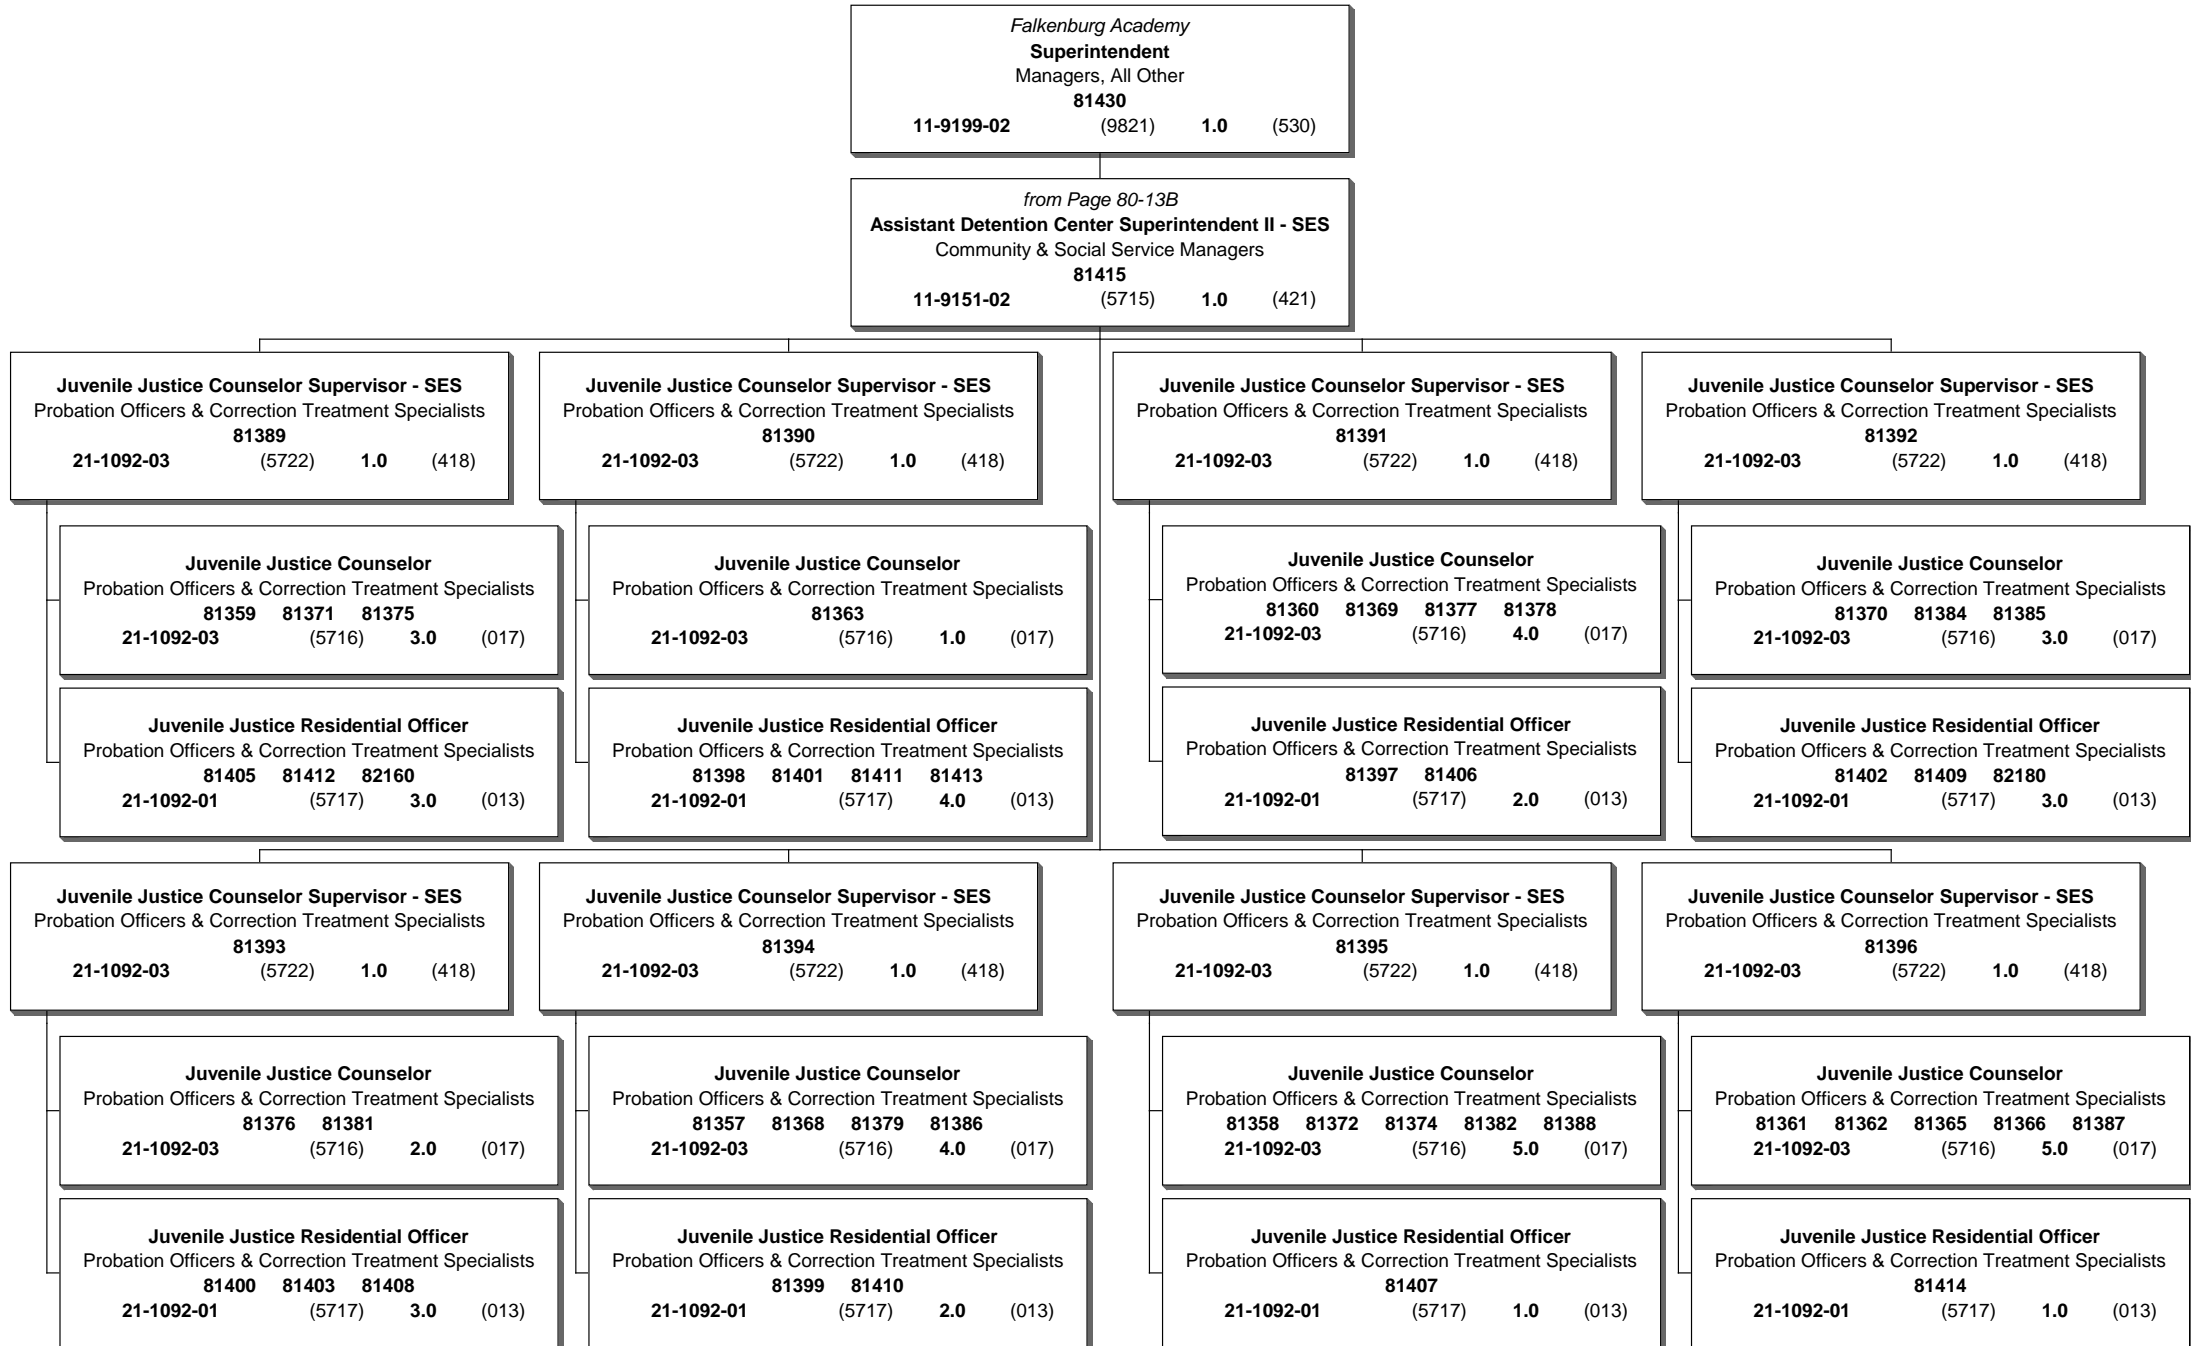 Falkenburg Academy
Superintendent
Managers, All Other
81430
11-9199-02 (9821) 1.0 (530)
from Page 80-13B
Assistant Detention Center Superintendent II - SES
Community & Social Service Managers
81415
11-9151-02 (5715) 1.0 (421)
Juvenile Justice Counselor Supervisor - SES
Probation Officers & Correction Treatment Specialists
81389
21-1092-03 (5722) 1.0 (418)
Juvenile Justice Counselor Supervisor - SES
Probation Officers & Correction Treatment Specialists
81390
21-1092-03 (5722) 1.0 (418)
Juvenile Justice Counselor Supervisor - SES
Probation Officers & Correction Treatment Specialists
81391
21-1092-03 (5722) 1.0 (418)
Juvenile Justice Counselor Supervisor - SES
Probation Officers & Correction Treatment Specialists
81392
21-1092-03 (5722) 1.0 (418)
Juvenile Justice Counselor
Probation Officers & Correction Treatment Specialists
81359 81371 81375
21-1092-03 (5716) 3.0 (017)
Juvenile Justice Counselor
Probation Officers & Correction Treatment Specialists
81363
21-1092-03 (5716) 1.0 (017)
Juvenile Justice Counselor
Probation Officers & Correction Treatment Specialists
81360 81369 81377 81378
21-1092-03 (5716) 4.0 (017)
Juvenile Justice Counselor
Probation Officers & Correction Treatment Specialists
81370 81384 81385
21-1092-03 (5716) 3.0 (017)
Juvenile Justice Residential Officer
Probation Officers & Correction Treatment Specialists
81405 81412 82160
21-1092-01 (5717) 3.0 (013)
Juvenile Justice Residential Officer
Probation Officers & Correction Treatment Specialists
81398 81401 81411 81413
21-1092-01 (5717) 4.0 (013)
Juvenile Justice Residential Officer
Probation Officers & Correction Treatment Specialists
81397 81406
21-1092-01 (5717) 2.0 (013)
Juvenile Justice Residential Officer
Probation Officers & Correction Treatment Specialists
81402 81409 82180
21-1092-01 (5717) 3.0 (013)
Juvenile Justice Counselor Supervisor - SES
Probation Officers & Correction Treatment Specialists
81393
21-1092-03 (5722) 1.0 (418)
Juvenile Justice Counselor Supervisor - SES
Probation Officers & Correction Treatment Specialists
81394
21-1092-03 (5722) 1.0 (418)
Juvenile Justice Counselor Supervisor - SES
Probation Officers & Correction Treatment Specialists
81395
21-1092-03 (5722) 1.0 (418)
Juvenile Justice Counselor Supervisor - SES
Probation Officers & Correction Treatment Specialists
81396
21-1092-03 (5722) 1.0 (418)
Juvenile Justice Counselor
Probation Officers & Correction Treatment Specialists
81376 81381
21-1092-03 (5716) 2.0 (017)
Juvenile Justice Counselor
Probation Officers & Correction Treatment Specialists
81357 81368 81379 81386
21-1092-03 (5716) 4.0 (017)
Juvenile Justice Counselor
Probation Officers & Correction Treatment Specialists
81358 81372 81374 81382 81388
21-1092-03 (5716) 5.0 (017)
Juvenile Justice Counselor
Probation Officers & Correction Treatment Specialists
81361 81362 81365 81366 81387
21-1092-03 (5716) 5.0 (017)
Juvenile Justice Residential Officer
Probation Officers & Correction Treatment Specialists
81400 81403 81408
21-1092-01 (5717) 3.0 (013)
Juvenile Justice Residential Officer
Probation Officers & Correction Treatment Specialists
81399 81410
21-1092-01 (5717) 2.0 (013)
Juvenile Justice Residential Officer
Probation Officers & Correction Treatment Specialists
81407
21-1092-01 (5717) 1.0 (013)
Juvenile Justice Residential Officer
Probation Officers & Correction Treatment Specialists
81414
21-1092-01 (5717) 1.0 (013)